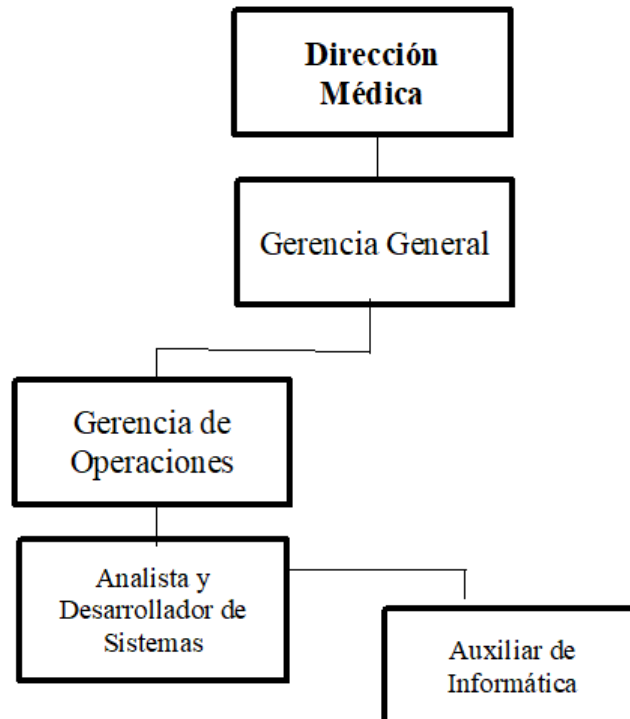 Dirección
Médica
Gerencia General
Gerencia de
Operaciones
Analista y
Desarrollador de
Sistemas
Auxiliar de
Informática